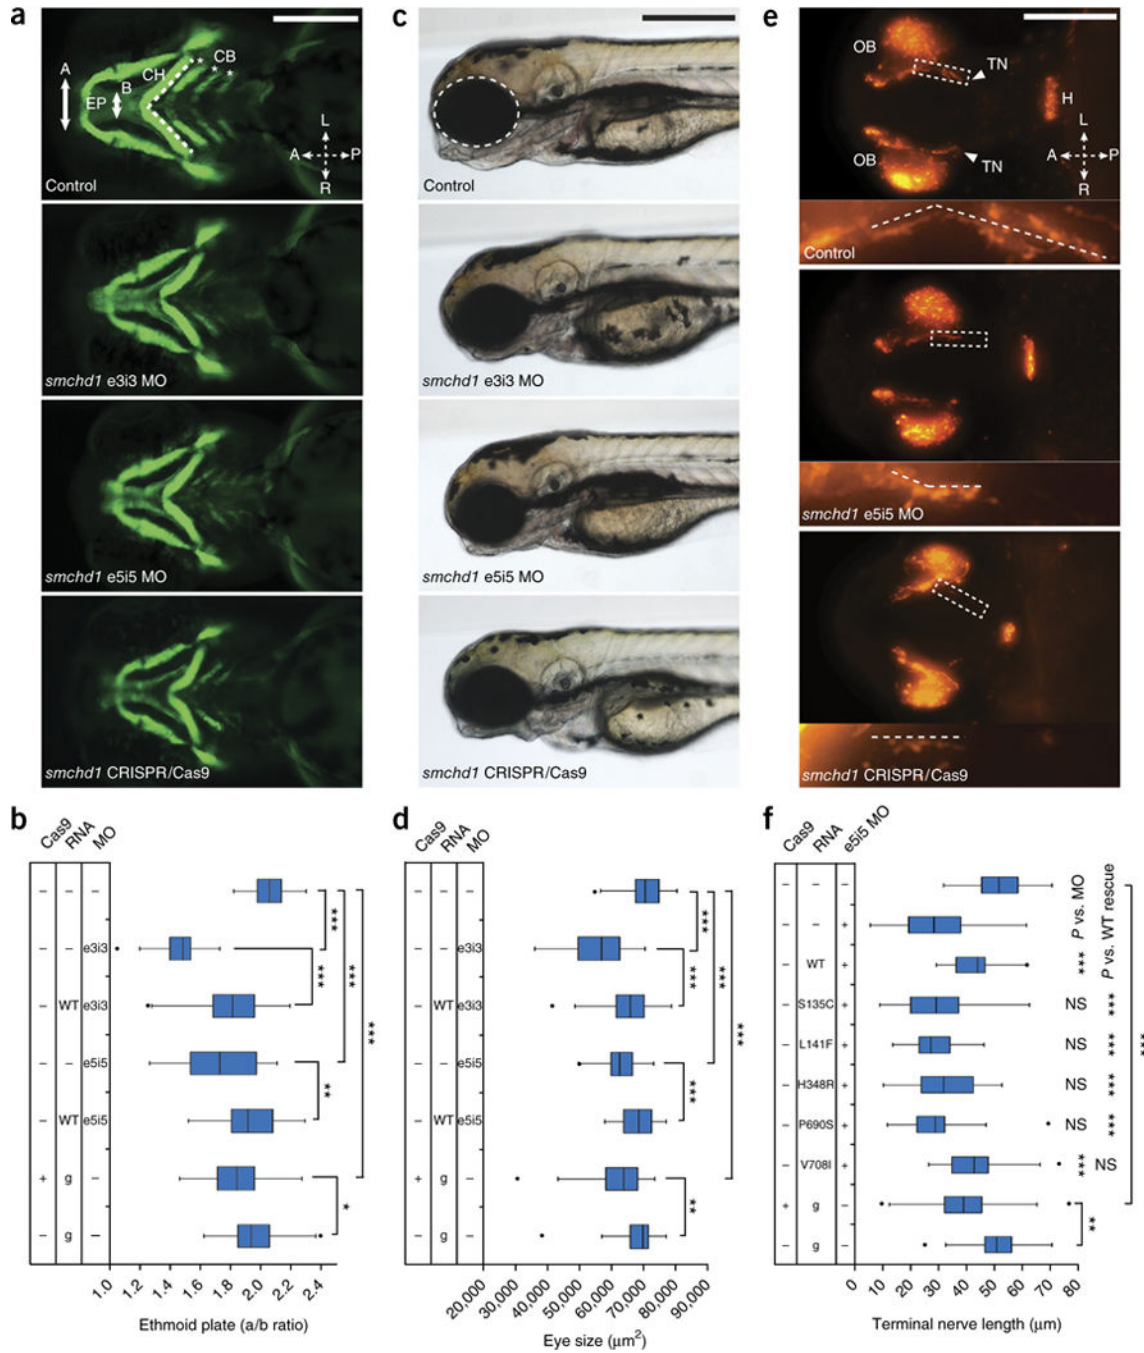 a
A
EP
B
CH
* * *
CB
L
A P
R
Control
smchd1 e3i3 MO
smchd1 e5i5 MO
smchd1 CRISPR/Cas9
c
Control
smchd1 e3i3 MO
smchd1 e5i5 MO
smchd1 CRISPR/Cas9
e
OB
TN
H
L
A P
R
OB
TN
Control
smchd1 e5i5 MO
smchd1 CRISPR/Cas9
b
Cas9 RNA MO
– – –
– – e3i3
– WT e3i3
– – e5i5
– WT e5i5
+ g –
– g –
***
***
***
**
***
*
1.0 1.2 1.4 1.6 1.8 2.0 2.2 2.4
Ethmoid plate (a/b ratio)
d
Cas9 RNA MO
– – –
– – e3i3
– WT e3i3
– – e5i5
– WT e5i5
+ g –
– g –
***
***
***
***
***
**
20,000 30,000 40,000 50,000 60,000 70,000 80,000 90,000
Eye size (μm²)
f
Cas9 RNA e5i5 MO
– – –
– – +
– WT +
– S135C +
– L141F +
– H348R +
– P690S +
– V708I +
+ g –
– g –
P vs. MO
P vs. WT rescue
***
NS ***
NS ***
NS ***
NS ***
*** NS
***
**
0 10 20 30 40 50 60 70 80
Terminal nerve length (μm)